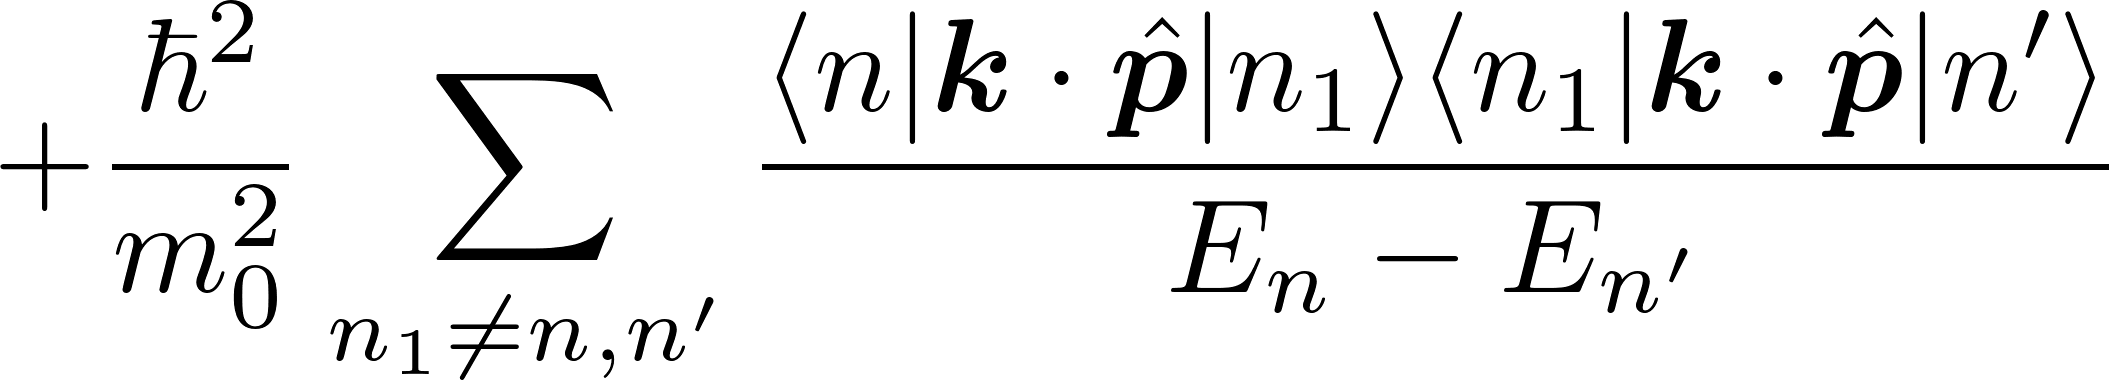 $+ \frac{\hbar^2}{m_0^2} \sum_{n_1 \neq n, n'} \frac{\langle n | \boldsymbol{k} \cdot \hat{\boldsymbol{p}} | n_1 \rangle \langle n_1 | \boldsymbol{k} \cdot \hat{\boldsymbol{p}} | n' \rangle}{E_n - E_{n'}}$